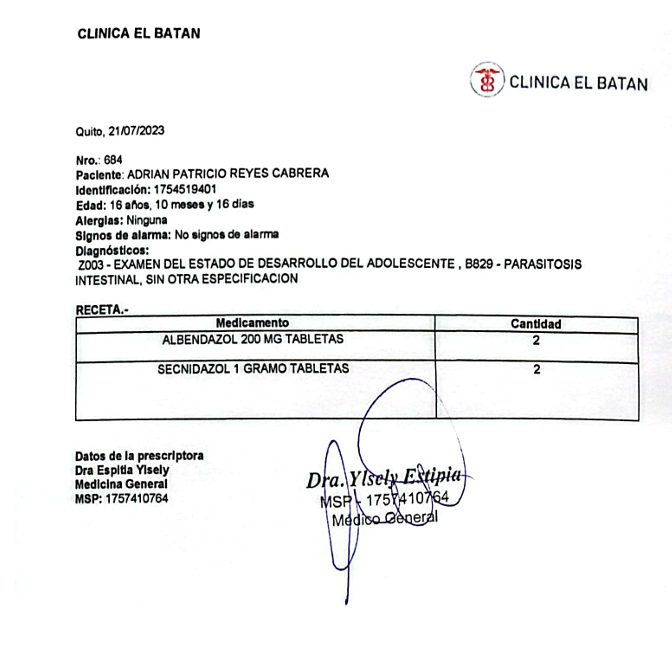 CLINICA EL BATAN
CLINICA EL BATAN
Quito, 21/07/2023
Nro.: 684
Paciente: ADRIAN PATRICIO REYES CABRERA
Identificación: 1754519401
Edad: 16 años, 10 meses y 16 días
Alergias: Ninguna
Signos de alarma: No signos de alarma
Diagnósticos:
Z003 - EXAMEN DEL ESTADO DE DESARROLLO DEL ADOLESCENTE , B829 - PARASITOSIS
INTESTINAL, SIN OTRA ESPECIFICACION
RECETA.-
Medicamento Cantidad
ALBENDAZOL 200 MG TABLETAS 2
SECNIDAZOL 1 GRAMO TABLETAS 2
Datos de la prescriptora
Dra Espitia Ylsely
Medicina General
MSP: 1757410764
Dra. Ylsely Estipia
MSP - 1757410764
Médico General